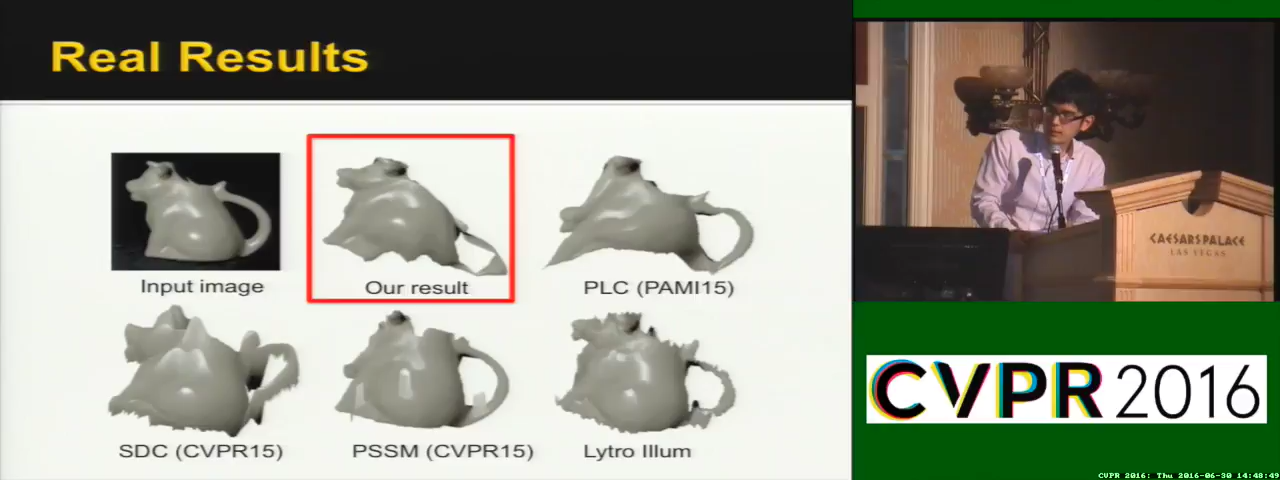 Real Results
Input image
Our result
PLC (PAMI15)
SDC (CVPR15)
PSSM (CVPR15)
Lytro Illum
CAESARS PALACE
LAS VEGAS
CVPR 2016
CVPR 2016: Thu 2016-06-30 14:48:49